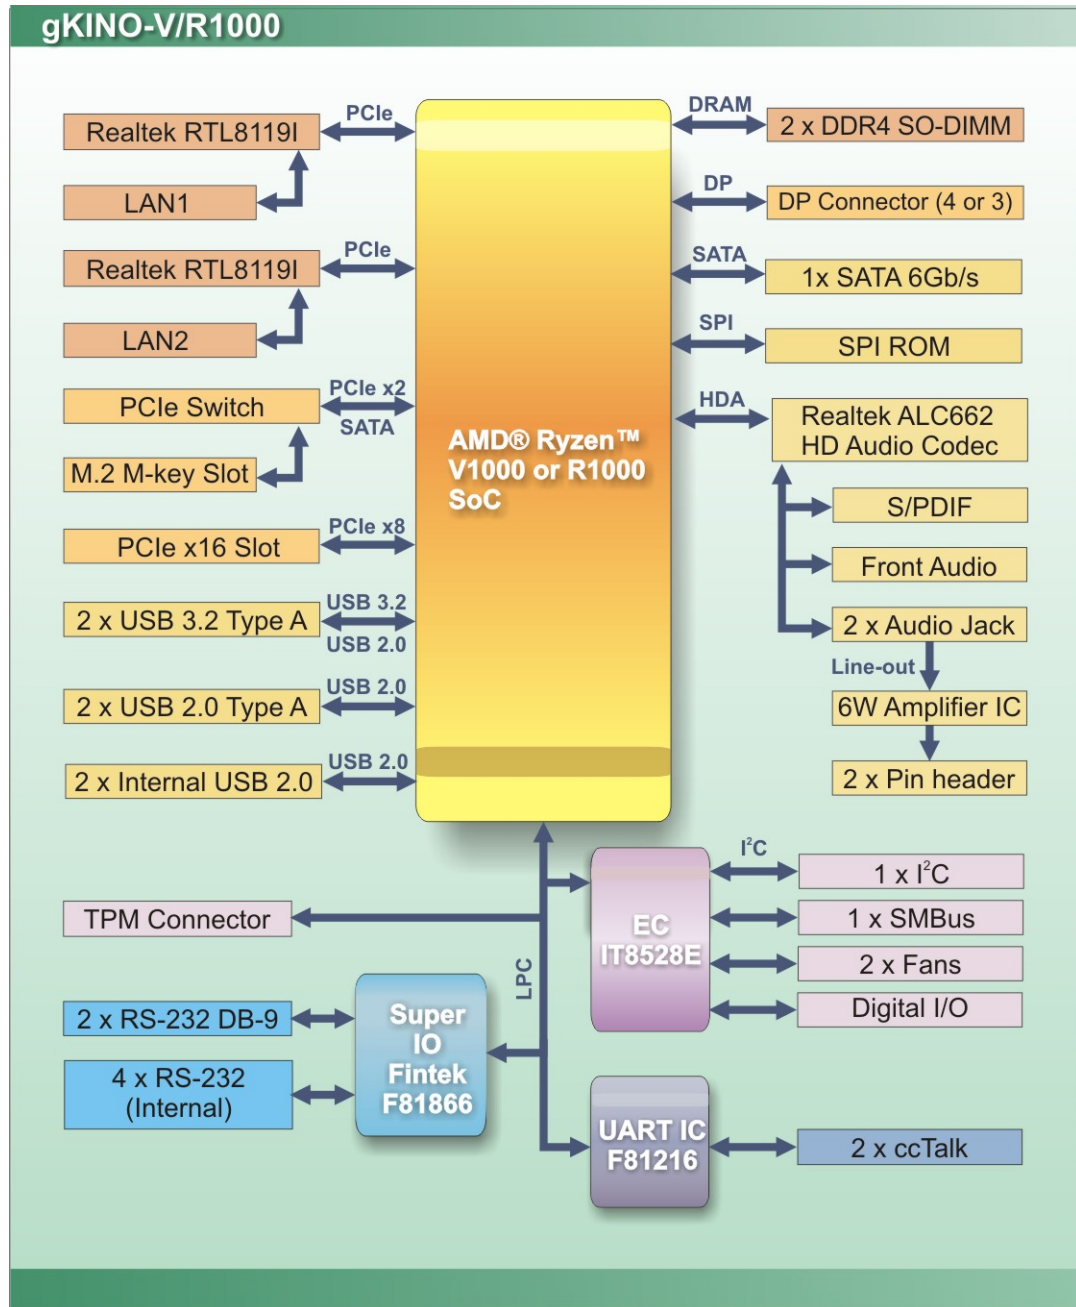 gKINO-V/R1000
Realtek RTL8119I
PCIe
LAN1
Realtek RTL8119I
PCIe
LAN2
PCIe Switch
PCIe x2
SATA
M.2 M-key Slot
PCIe x16 Slot
PCIe x8
2 x USB 3.2 Type A
USB 3.2
USB 2.0
2 x USB 2.0 Type A
USB 2.0
2 x Internal USB 2.0
USB 2.0
AMD® Ryzen™
V1000 or R1000
SoC
DRAM
2 x DDR4 SO-DIMM
DP
DP Connector (4 or 3)
SATA
1x SATA 6Gb/s
SPI
SPI ROM
HDA
Realtek ALC662
HD Audio Codec
S/PDIF
Front Audio
2 x Audio Jack
Line-out
6W Amplifier IC
2 x Pin header
TPM Connector
LPC
EC
IT8528E
I²C
1 x I²C
1 x SMBus
2 x Fans
Digital I/O
2 x RS-232 DB-9
4 x RS-232
(Internal)
Super
IO
Fintek
F81866
UART IC
F81216
2 x ccTalk